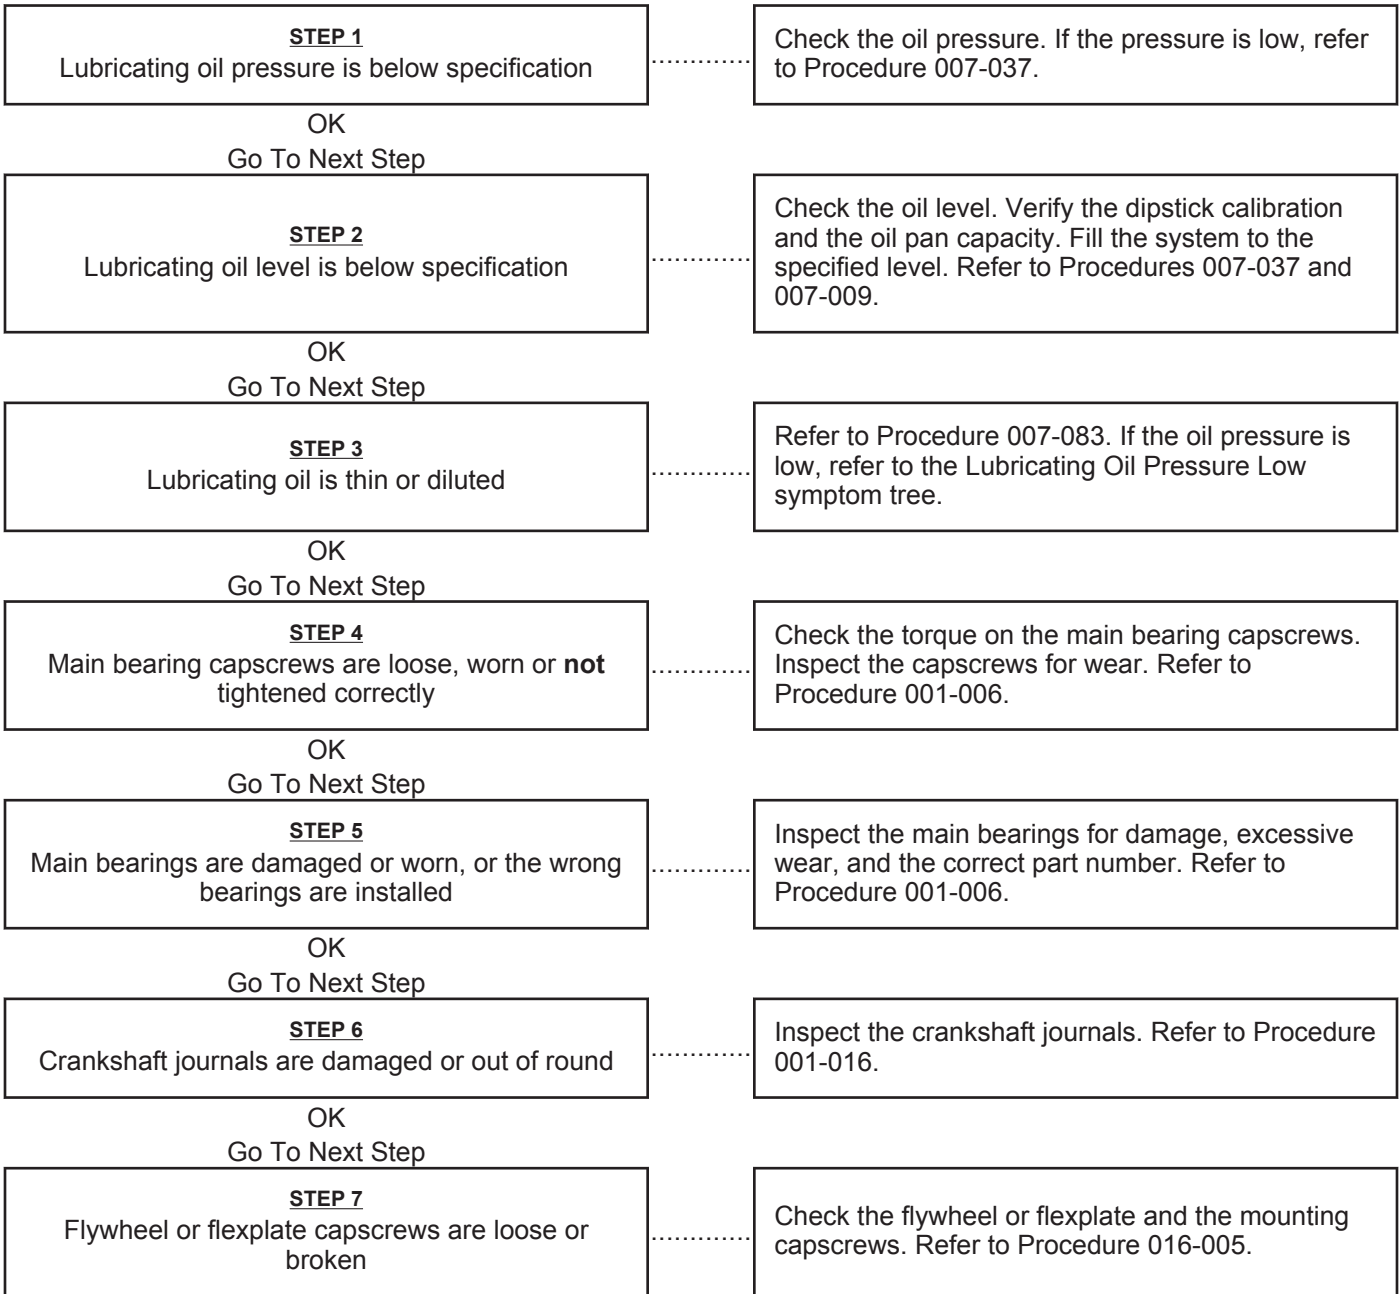 STEP 1
Lubricating oil pressure is below specification
..............
Check the oil pressure. If the pressure is low, refer
to Procedure 007-037.
OK
Go To Next Step
STEP 2
Lubricating oil level is below specification
..............
Check the oil level. Verify the dipstick calibration
and the oil pan capacity. Fill the system to the
specified level. Refer to Procedures 007-037 and
007-009.
OK
Go To Next Step
STEP 3
Lubricating oil is thin or diluted
..............
Refer to Procedure 007-083. If the oil pressure is
low, refer to the Lubricating Oil Pressure Low
symptom tree.
OK
Go To Next Step
STEP 4
Main bearing capscrews are loose, worn or not
tightened correctly
..............
Check the torque on the main bearing capscrews.
Inspect the capscrews for wear. Refer to
Procedure 001-006.
OK
Go To Next Step
STEP 5
Main bearings are damaged or worn, or the wrong
bearings are installed
..............
Inspect the main bearings for damage, excessive
wear, and the correct part number. Refer to
Procedure 001-006.
OK
Go To Next Step
STEP 6
Crankshaft journals are damaged or out of round
..............
Inspect the crankshaft journals. Refer to Procedure
001-016.
OK
Go To Next Step
STEP 7
Flywheel or flexplate capscrews are loose or
broken
..............
Check the flywheel or flexplate and the mounting
capscrews. Refer to Procedure 016-005.